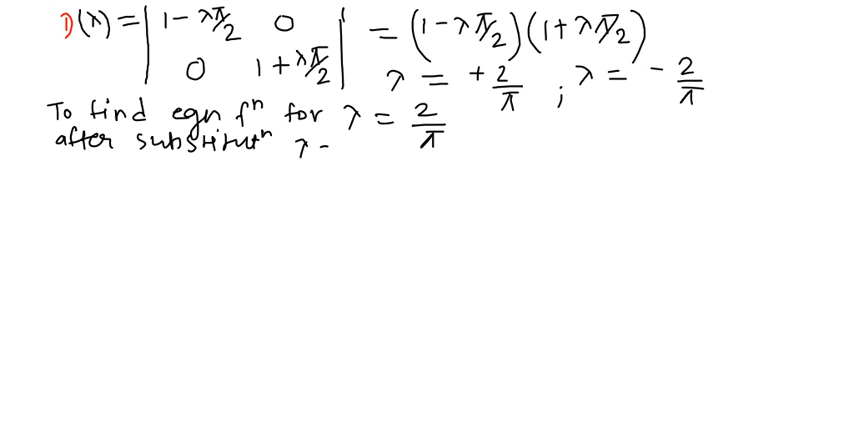 D(λ) = | 1 - λπ/2 0 | = (1 - λπ/2)(1 + λπ/2)
0 1 + λπ/2 | λ = + 2/π ; λ = - 2/π
To find egn fⁿ for λ = 2/π
after substitutⁿ λ -